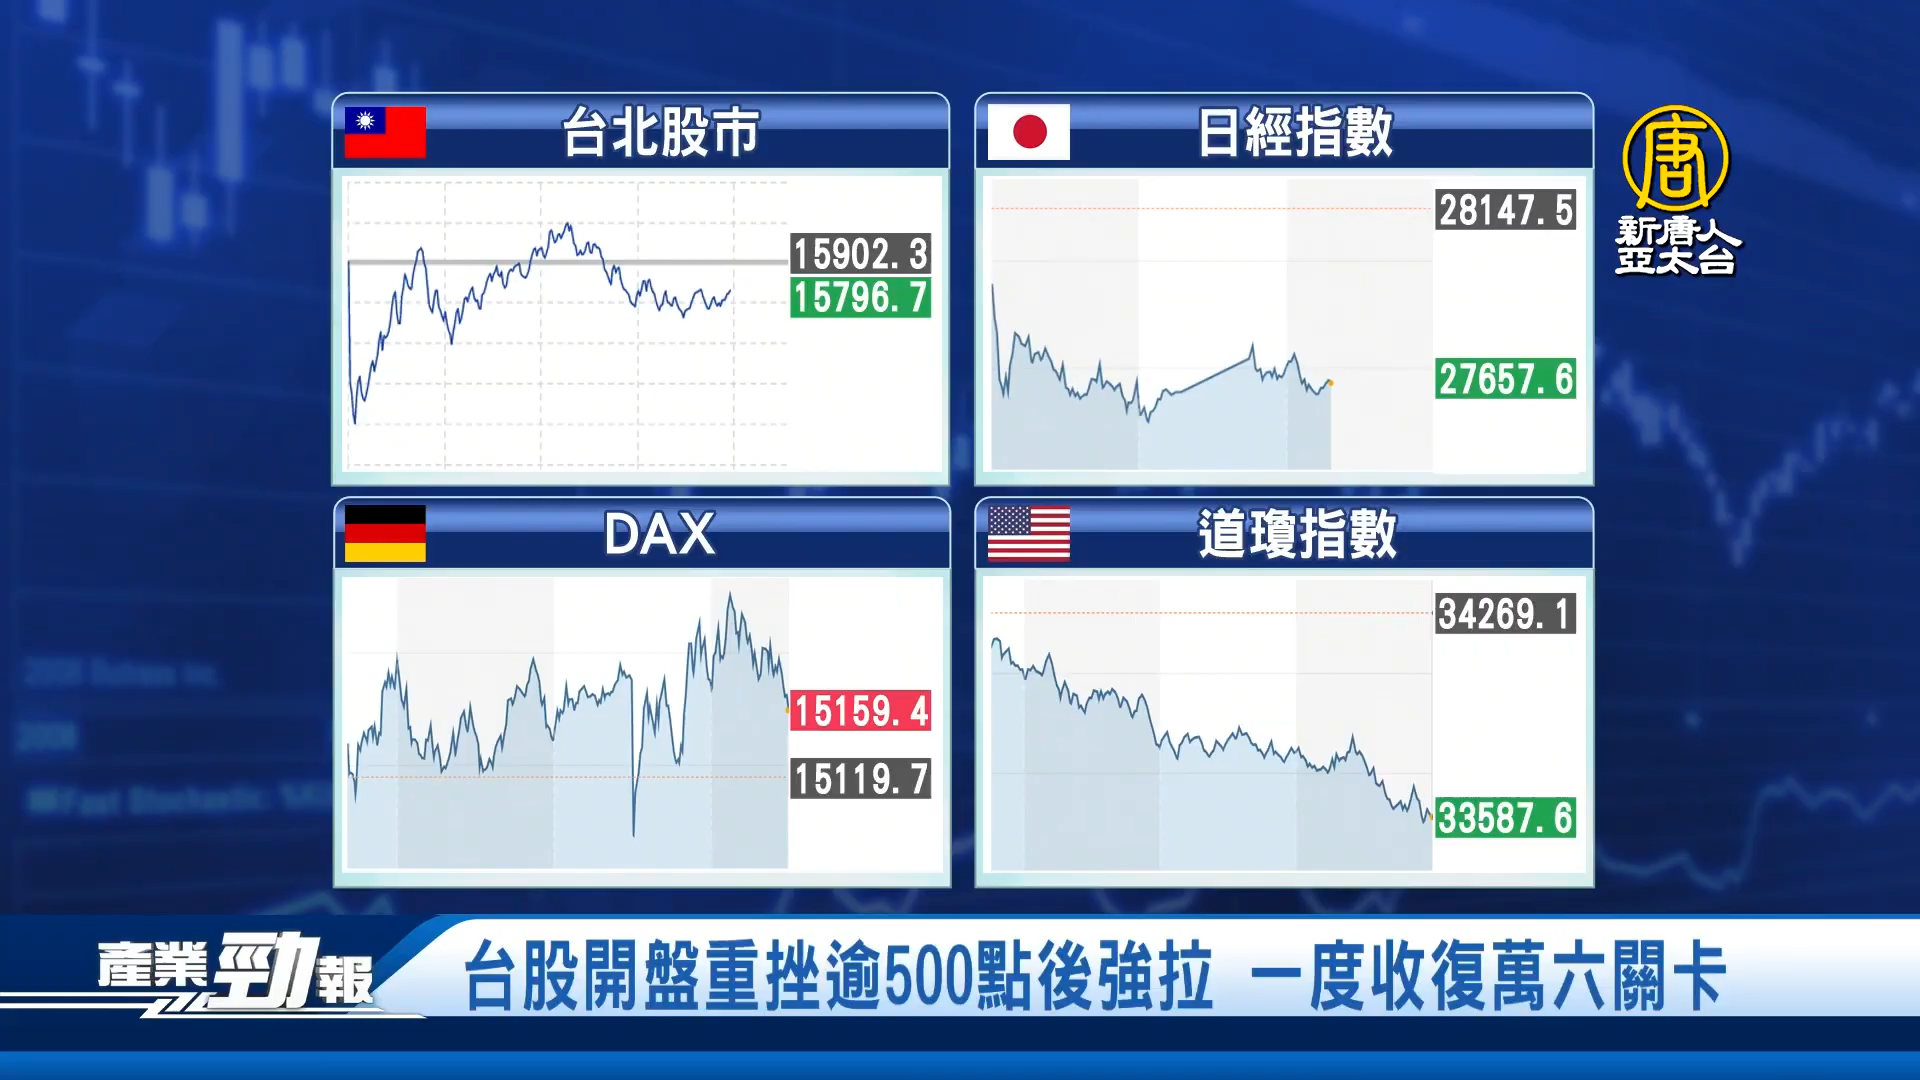 台北股市
15902.3
15796.7
日經指數
28147.5
27657.6
唐
新唐人
亞太台
DAX
15159.4
15119.7
道瓊指數
34269.1
33587.6
2008
產業勁報
台股開盤重挫逾500點後強拉 一度收復萬六關卡